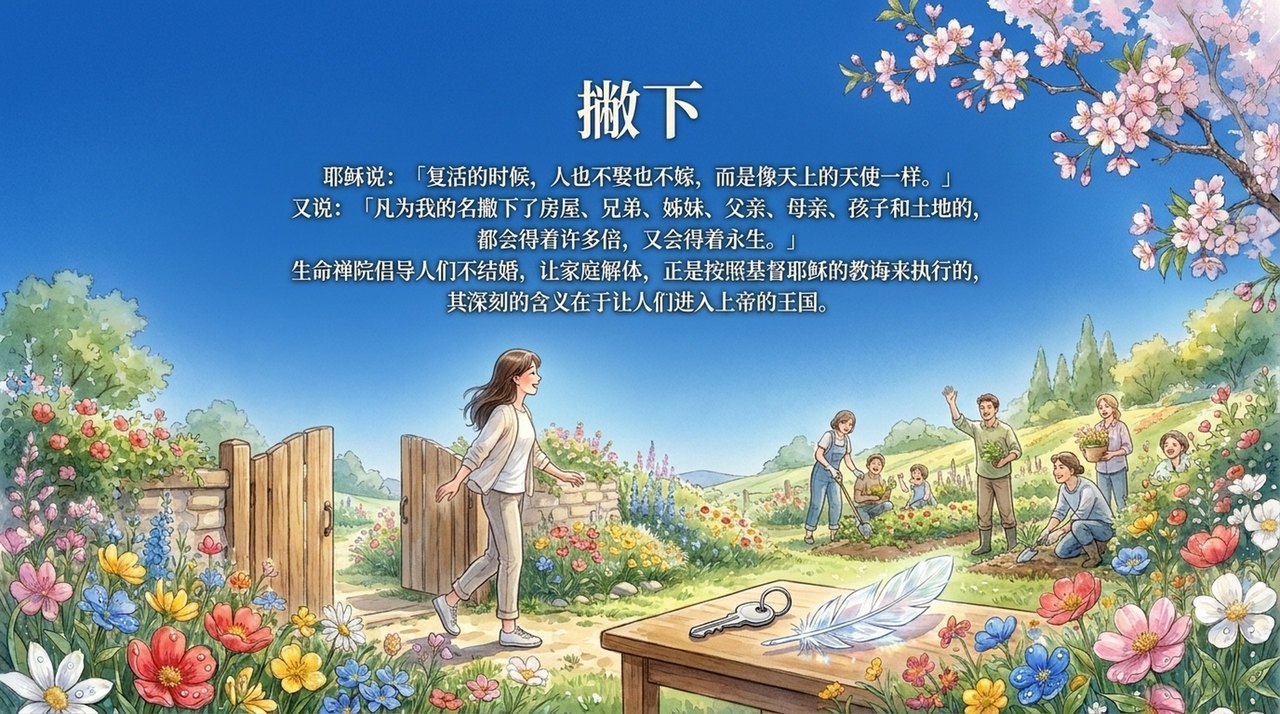 撇下
耶稣说：「复活的时候，人也不娶也不嫁，而是像天上的天使一样。」
又说：「凡为我的名撇下了房屋、兄弟、姊妹、父亲、母亲、孩子和土地的，
都会得着许多倍，又会得着永生。」
生命禅院倡导人们不结婚，让家庭解体，正是按照基督耶稣的教诲来执行的，
其深刻的含义在于让人们进入上帝的王国。